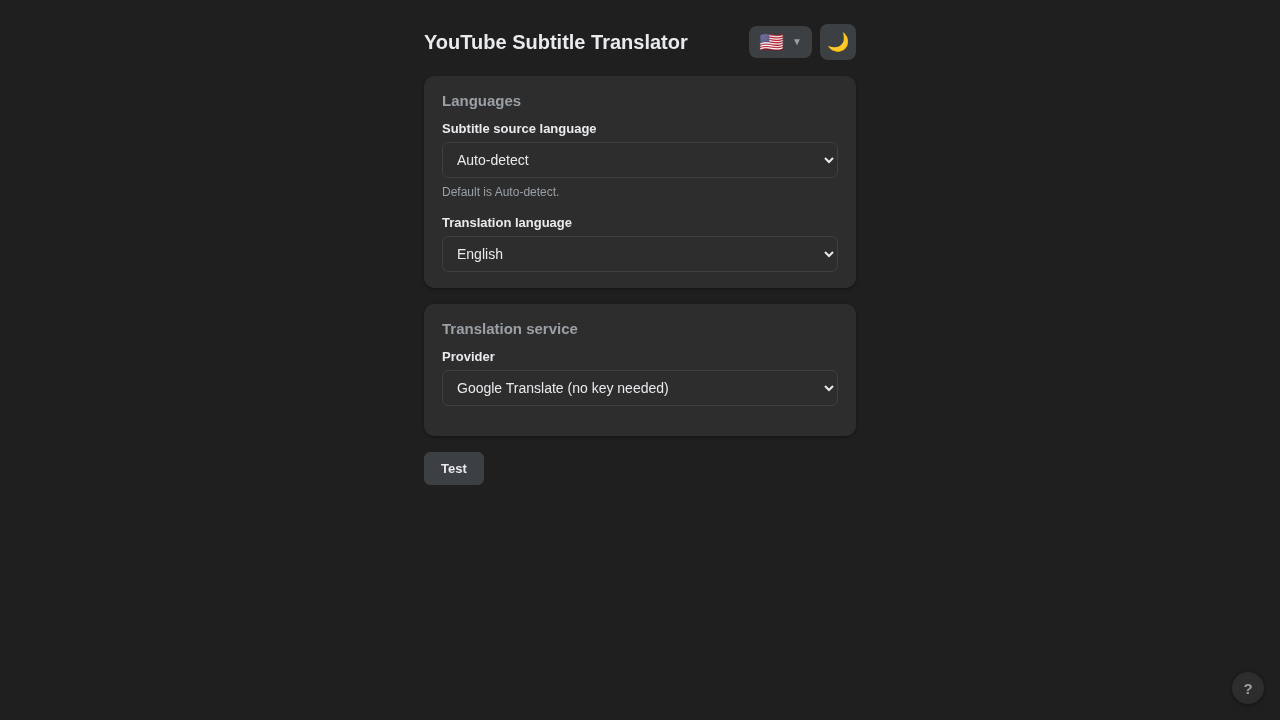 YouTube Subtitle Translator
Languages
Subtitle source language
Auto-detect
Default is Auto-detect.
Translation language
English
Translation service
Provider
Google Translate (no key needed)
Test
?